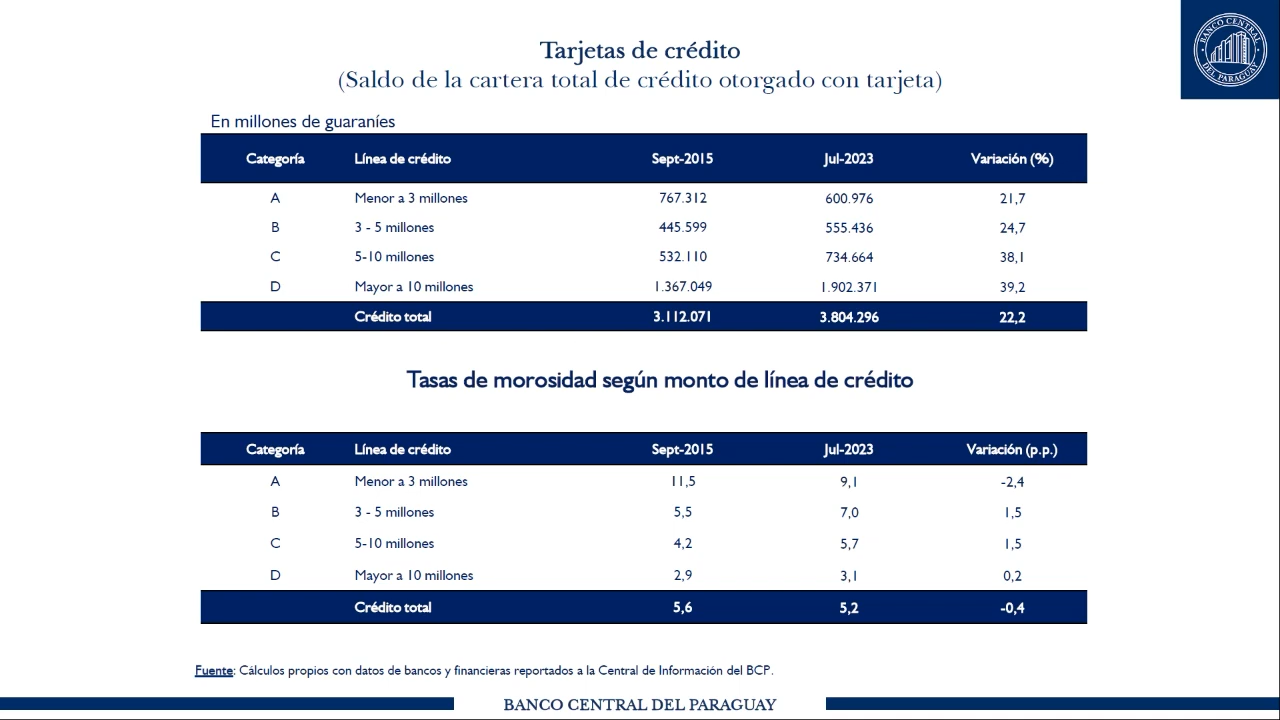 BANCO CENTRAL
DEL PARAGUAY
Tarjetas de crédito
(Saldo de la cartera total de crédito otorgado con tarjeta)
En millones de guaraníes
Categoría Línea de crédito Sept-2015 Jul-2023 Variación (%)
A Menor a 3 millones 767.312 600.976 21,7
B 3 - 5 millones 445.599 555.436 24,7
C 5-10 millones 532.110 734.664 38,1
D Mayor a 10 millones 1.367.049 1.902.371 39,2
Crédito total 3.112.071 3.804.296 22,2
Tasas de morosidad según monto de línea de crédito
Categoría Línea de crédito Sept-2015 Jul-2023 Variación (p.p.)
A Menor a 3 millones 11,5 9,1 -2,4
B 3 - 5 millones 5,5 7,0 1,5
C 5-10 millones 4,2 5,7 1,5
D Mayor a 10 millones 2,9 3,1 0,2
Crédito total 5,6 5,2 -0,4
Fuente: Cálculos propios con datos de bancos y financieras reportados a la Central de Información del BCP.
BANCO CENTRAL DEL PARAGUAY